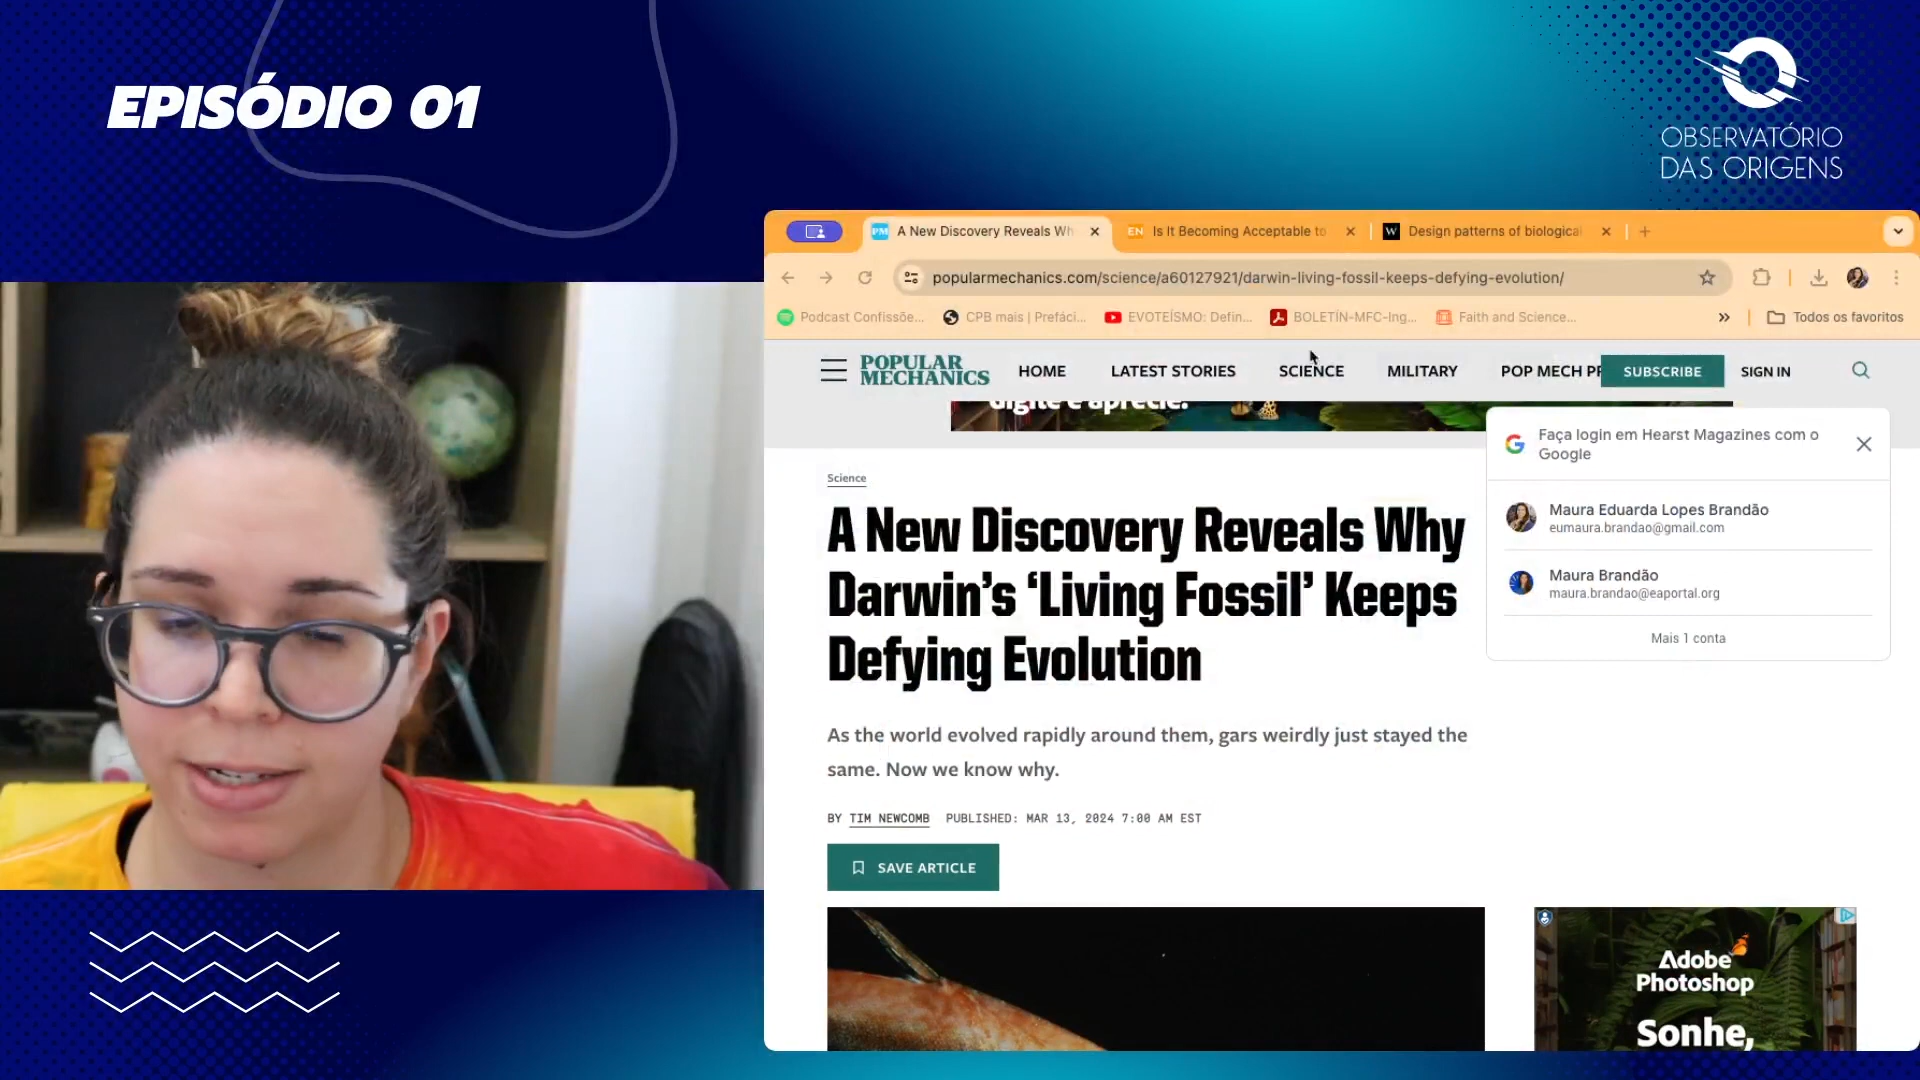 EPISÓDIO 01
OBSERVATÓRIO
DAS ORIGENS
PM A New Discovery Reveals Wh
EN Is It Becoming Acceptable to
W Design patterns of biological
popularmechanics.com/science/a60127921/darwin-living-fossil-keeps-defying-evolution/
Podcast Confissõe... CPB mais | Prefáci... EVOTEÍSMO: Defin... BOLETÍN-MFC-Ing... Faith and Science... » Todos os favoritos
POPULAR
MECHANICS
HOME LATEST STORIES SCIENCE MILITARY POP MECH PR SUBSCRIBE SIGN IN
digite e aprecie.
Faça login em Hearst Magazines com o
Google
Maura Eduarda Lopes Brandão
eumaura.brandao@gmail.com
Maura Brandão
maura.brandao@eaportal.org
Mais 1 conta
Science
A New Discovery Reveals Why
Darwin’s ‘Living Fossil’ Keeps
Defying Evolution
As the world evolved rapidly around them, gars weirdly just stayed the
same. Now we know why.
BY TIM NEWCOMB PUBLISHED: MAR 13, 2024 7:00 AM EST
SAVE ARTICLE
Adobe
Photoshop
Sonhe,